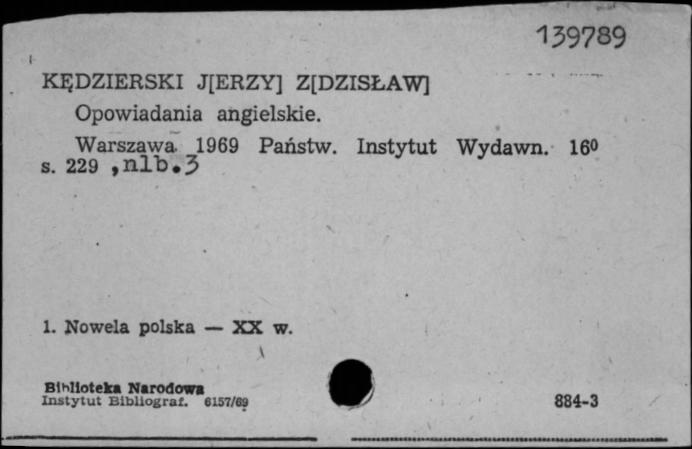 139789
KĘDZIERSKI J[ERZY] Z[DZISŁAW]
Opowiadania angielskie.
Warszawa 1969 Państw. Instytut Wydawn. 16⁰
s. 229 ,nlb.3
1. Nowela polska — XX w.
Biblioteka Narodowa
Instytut Bibliograf. 6157/69
884-3